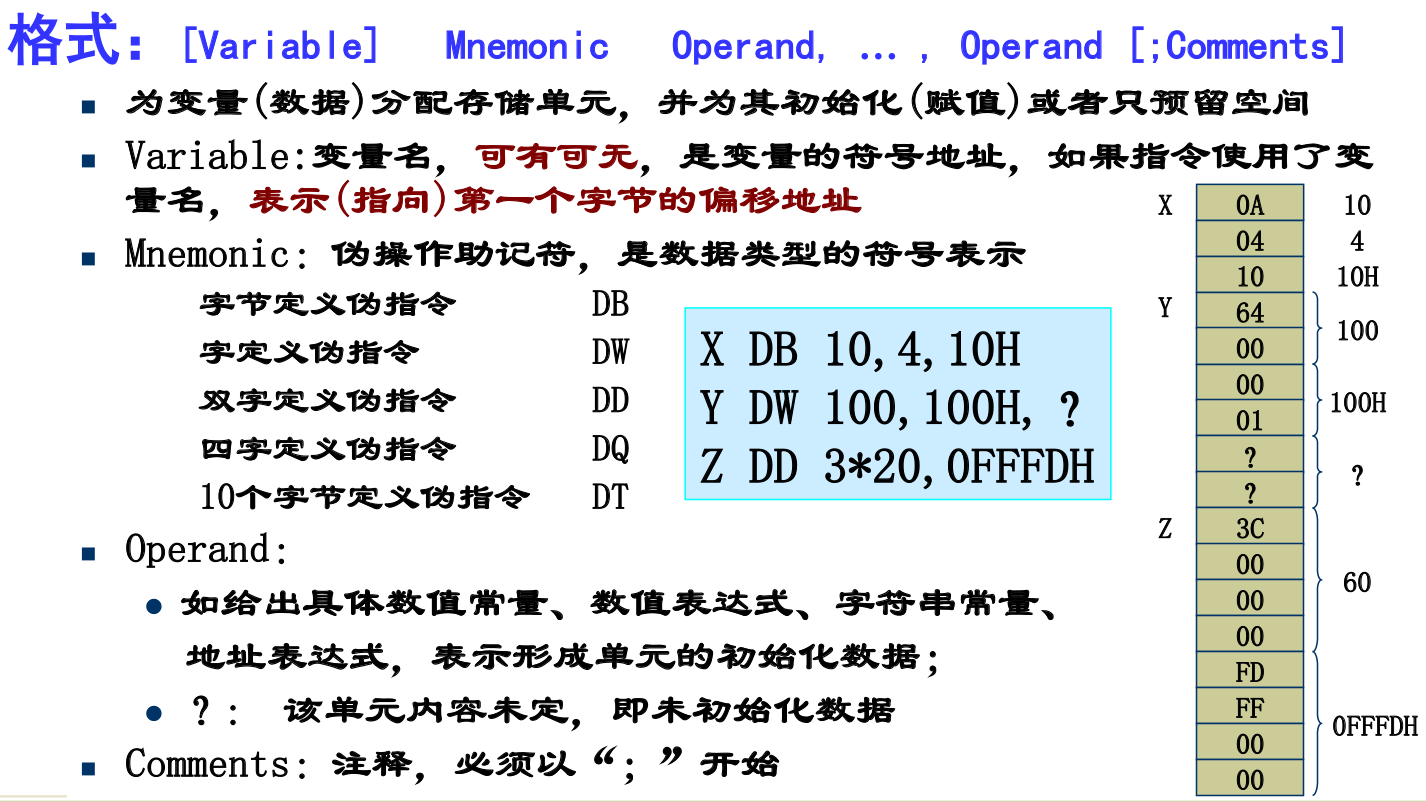 格式：[Variable] Mnemonic Operand, … , Operand [;Comments]
为变量(数据)分配存储单元，并为其初始化(赋值)或者只预留空间
Variable:变量名，可有可无，是变量的符号地址，如果指令使用了变
量名，表示(指向)第一个字节的偏移地址
Mnemonic: 伪操作助记符，是数据类型的符号表示
字节定义伪指令 DB
字定义伪指令 DW
双字定义伪指令 DD
四字定义伪指令 DQ
10个字节定义伪指令 DT
X DB 10,4,10H
Y DW 100,100H, ?
Z DD 3*20,0FFFDH
Operand:
如给出具体数值常量、数值表达式、字符串常量、
地址表达式，表示形成单元的初始化数据;
?: 该单元内容未定，即未初始化数据
Comments: 注释，必须以“;”开始
X 0A 10
04 4
10 10H
Y 64
00 100
00
01 100H
?
? ?
Z 3C
00
00 60
00
FD
FF
00 0FFFDH
00